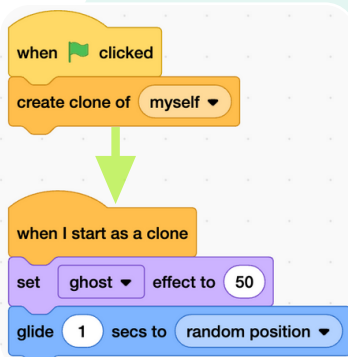 when clicked
create clone of myself
when I start as a clone
set ghost effect to 50
glide 1 secs to random position